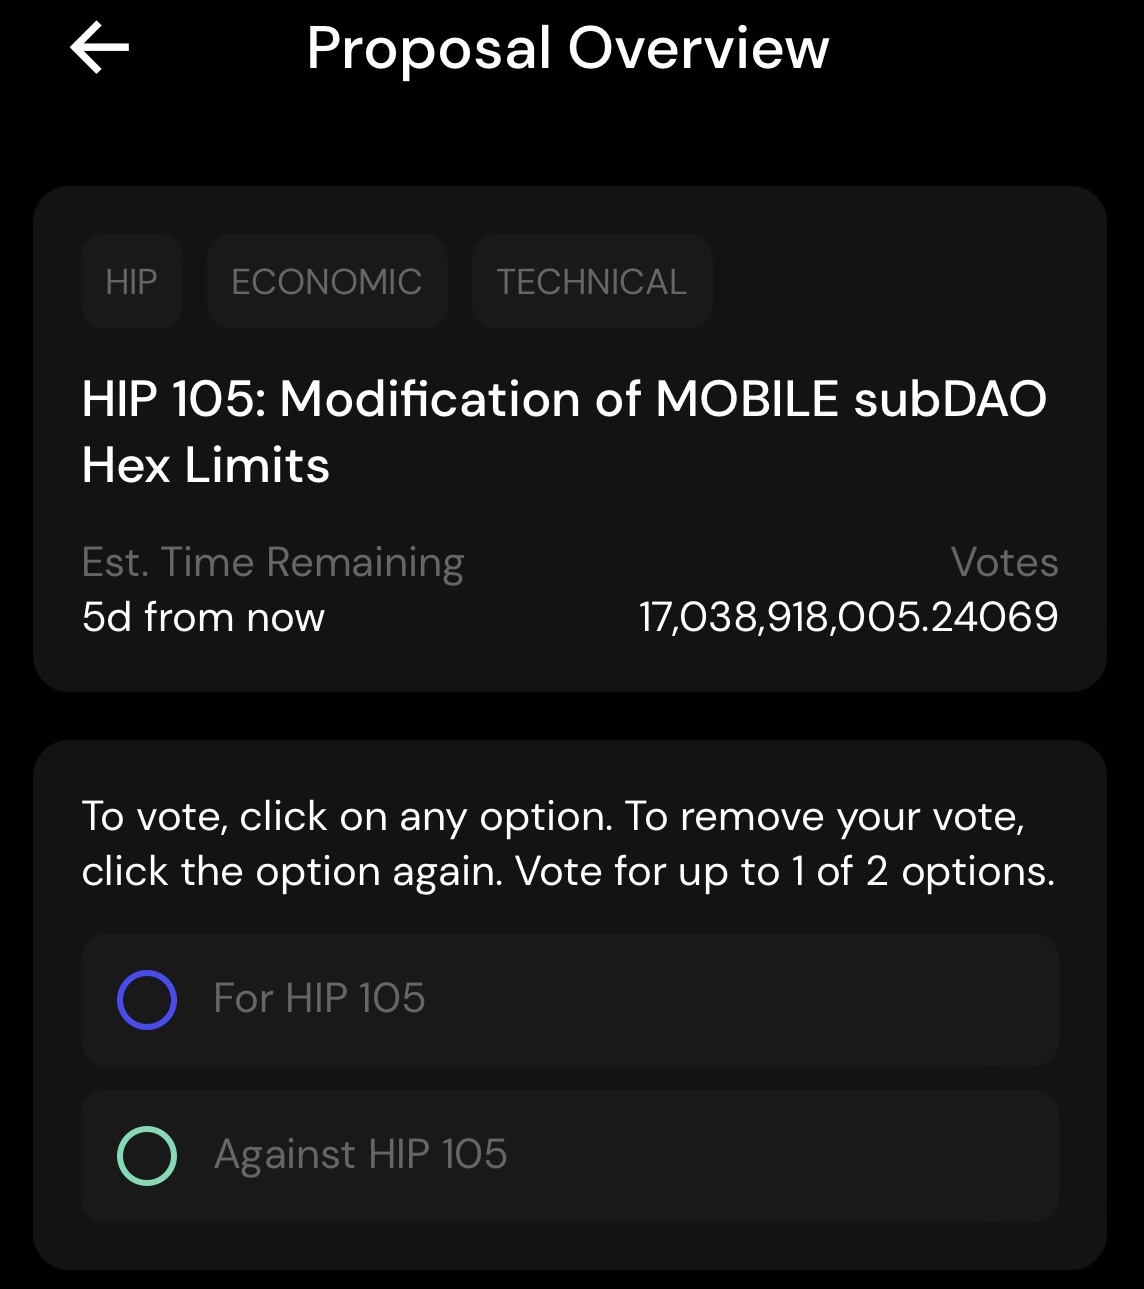 Proposal Overview
HIP
ECONOMIC
TECHNICAL
HIP 105: Modification of MOBILE subDAO
Hex Limits
Est. Time Remaining
Votes
5d from now
17,038,918,005.24069
To vote, click on any option. To remove your vote,
click the option again. Vote for up to 1 of 2 options.
For HIP 105
Against HIP 105